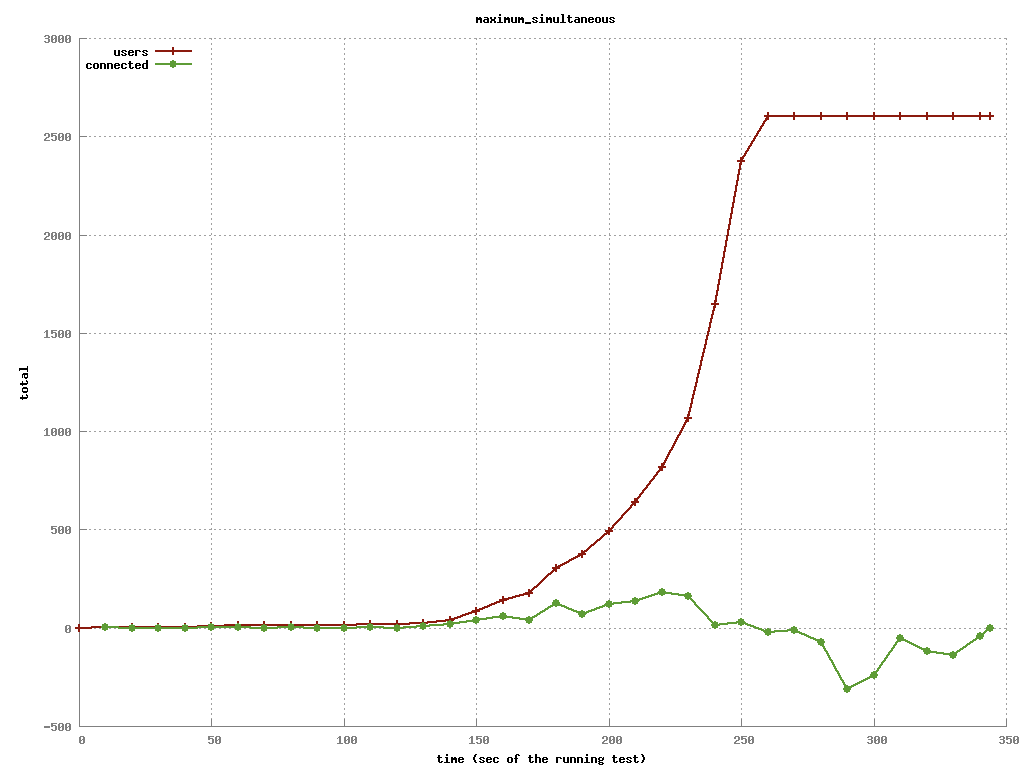 maximum_simultaneous
users
connected
3000
2500
2000
1500
1000
500
0
-500
total
0 50 100 150 200 250 300 350
time (sec of the running test)